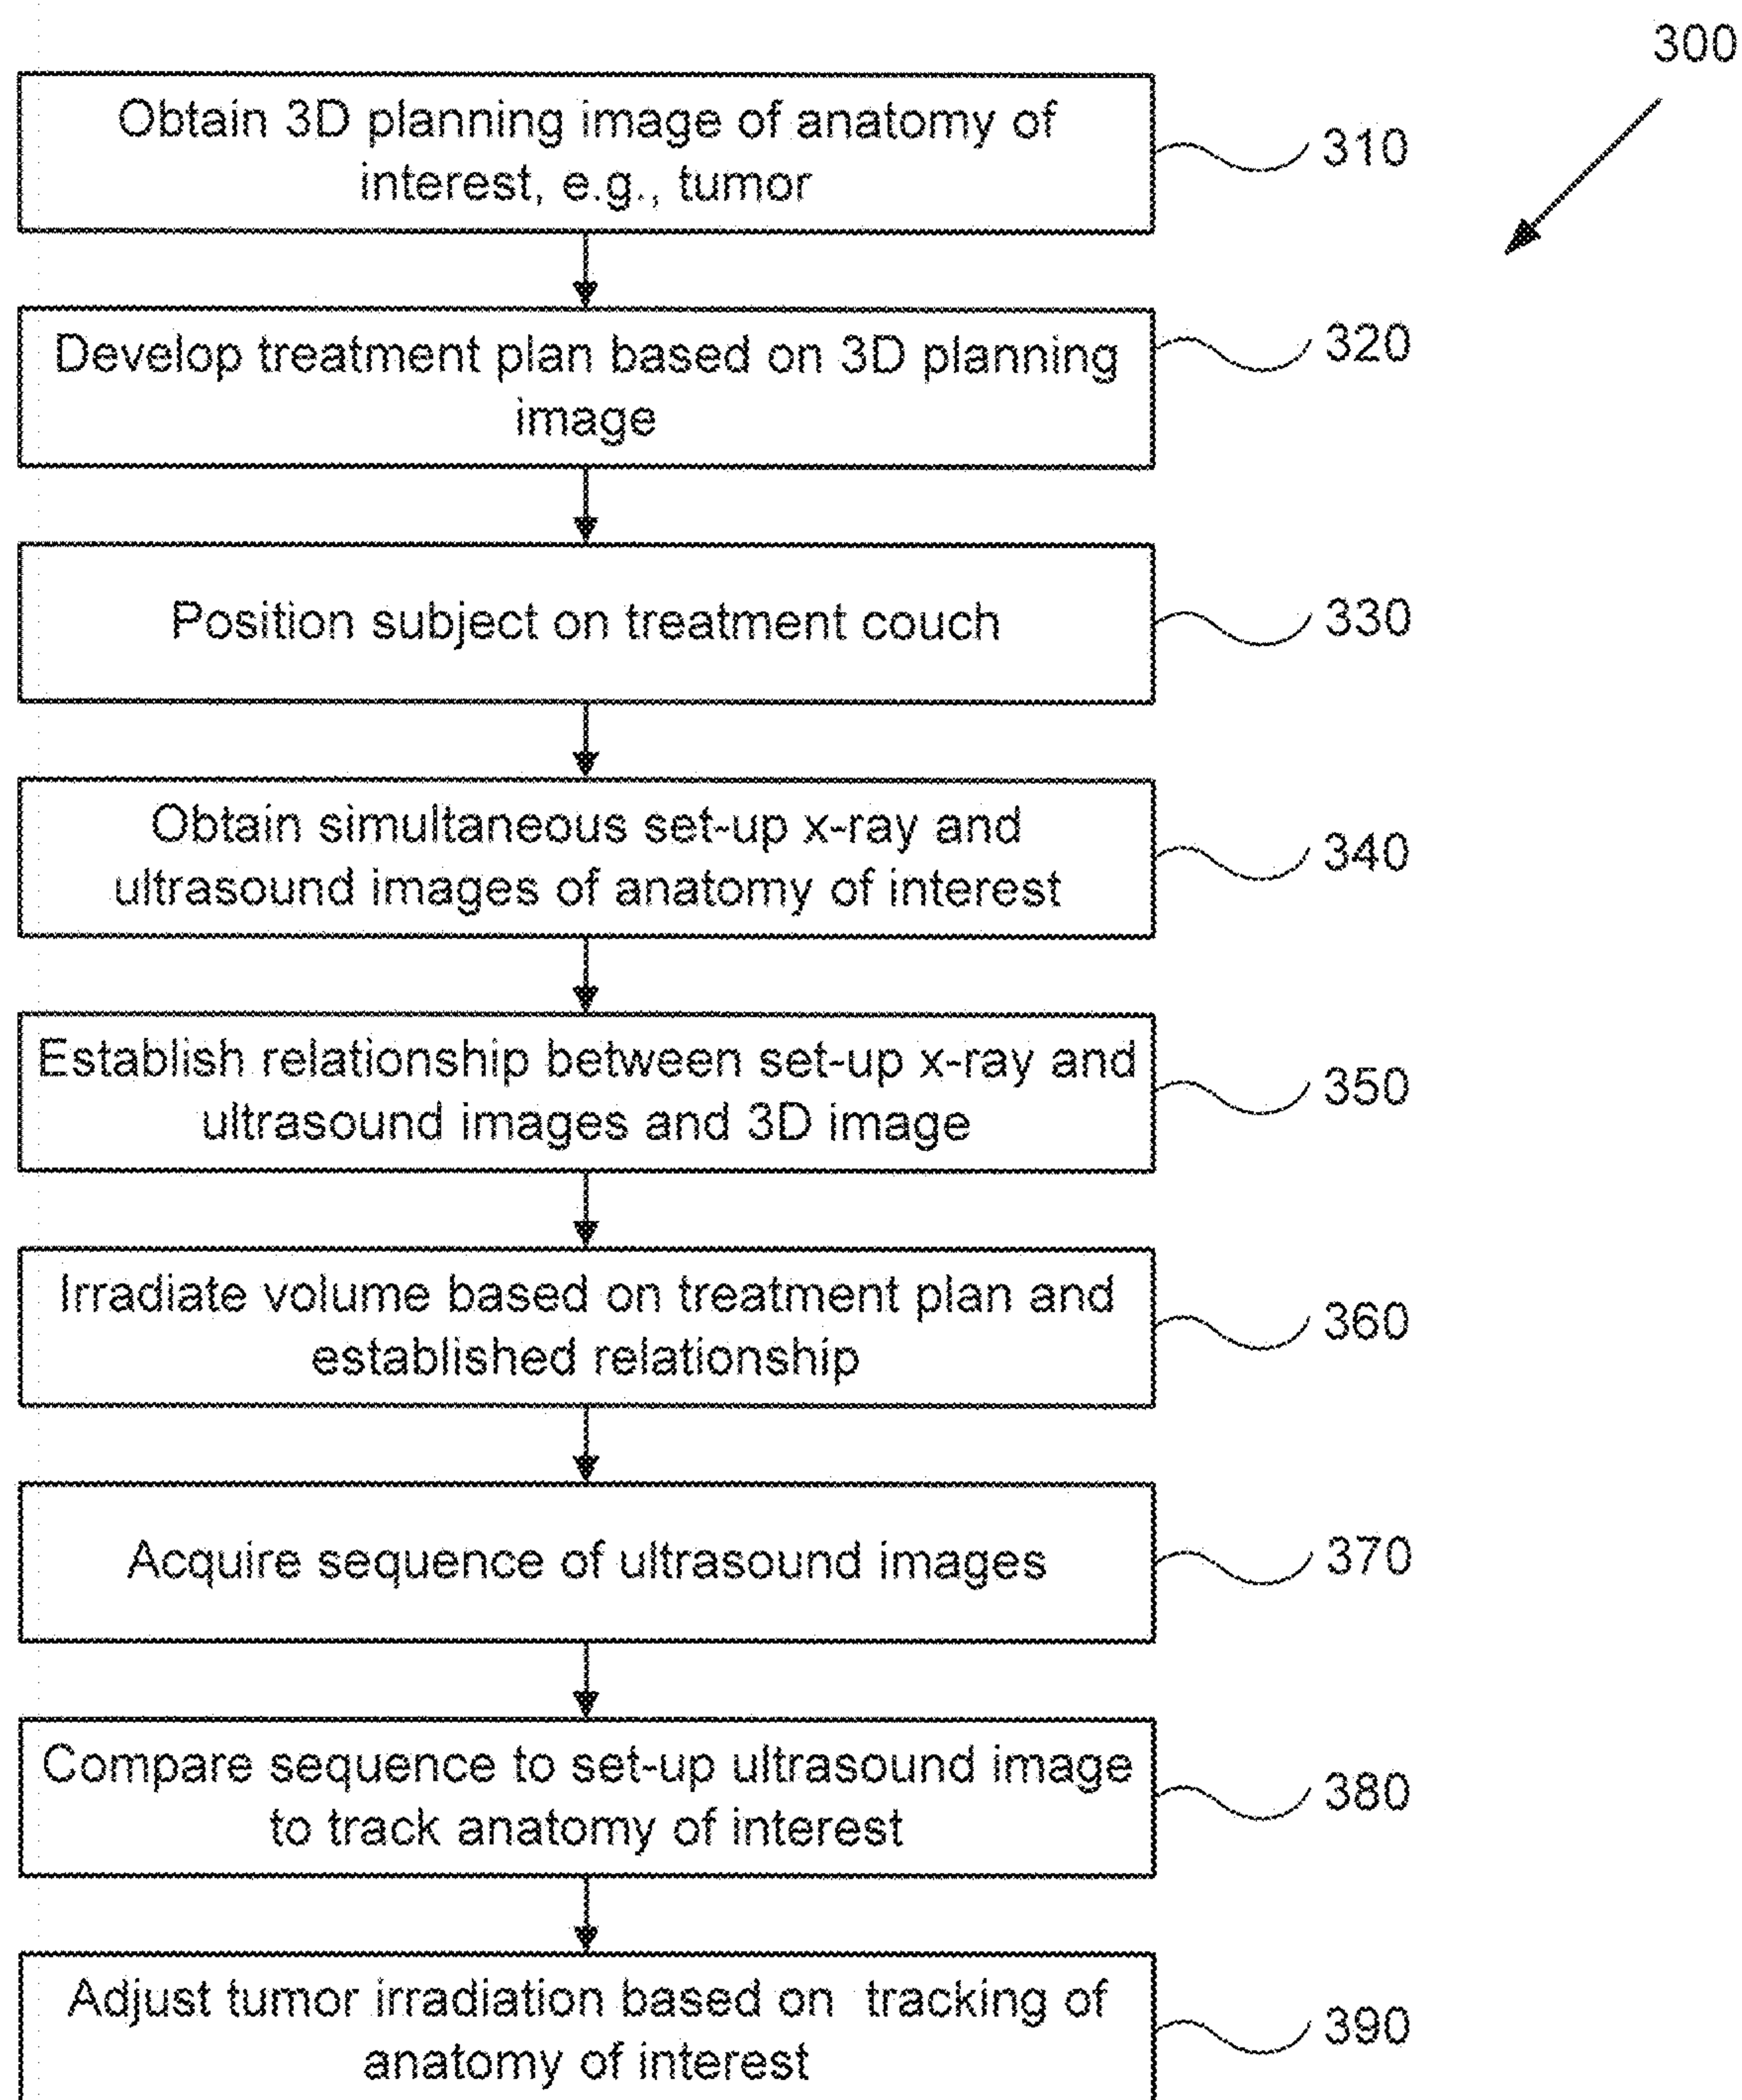 300
Obtain 3D planning image of anatomy of
interest, e.g., tumor
310
Develop treatment plan based on 3D planning
image
320
Position subject on treatment couch
330
Obtain simultaneous set-up x-ray and
ultrasound images of anatomy of interest
340
Establish relationship between set-up x-ray and
ultrasound images and 3D image
350
Irradiate volume based on treatment plan and
established relationship
360
Acquire sequence of ultrasound images
370
Compare sequence to set-up ultrasound image
to track anatomy of interest
380
Adjust tumor irradiation based on tracking of
anatomy of interest
390